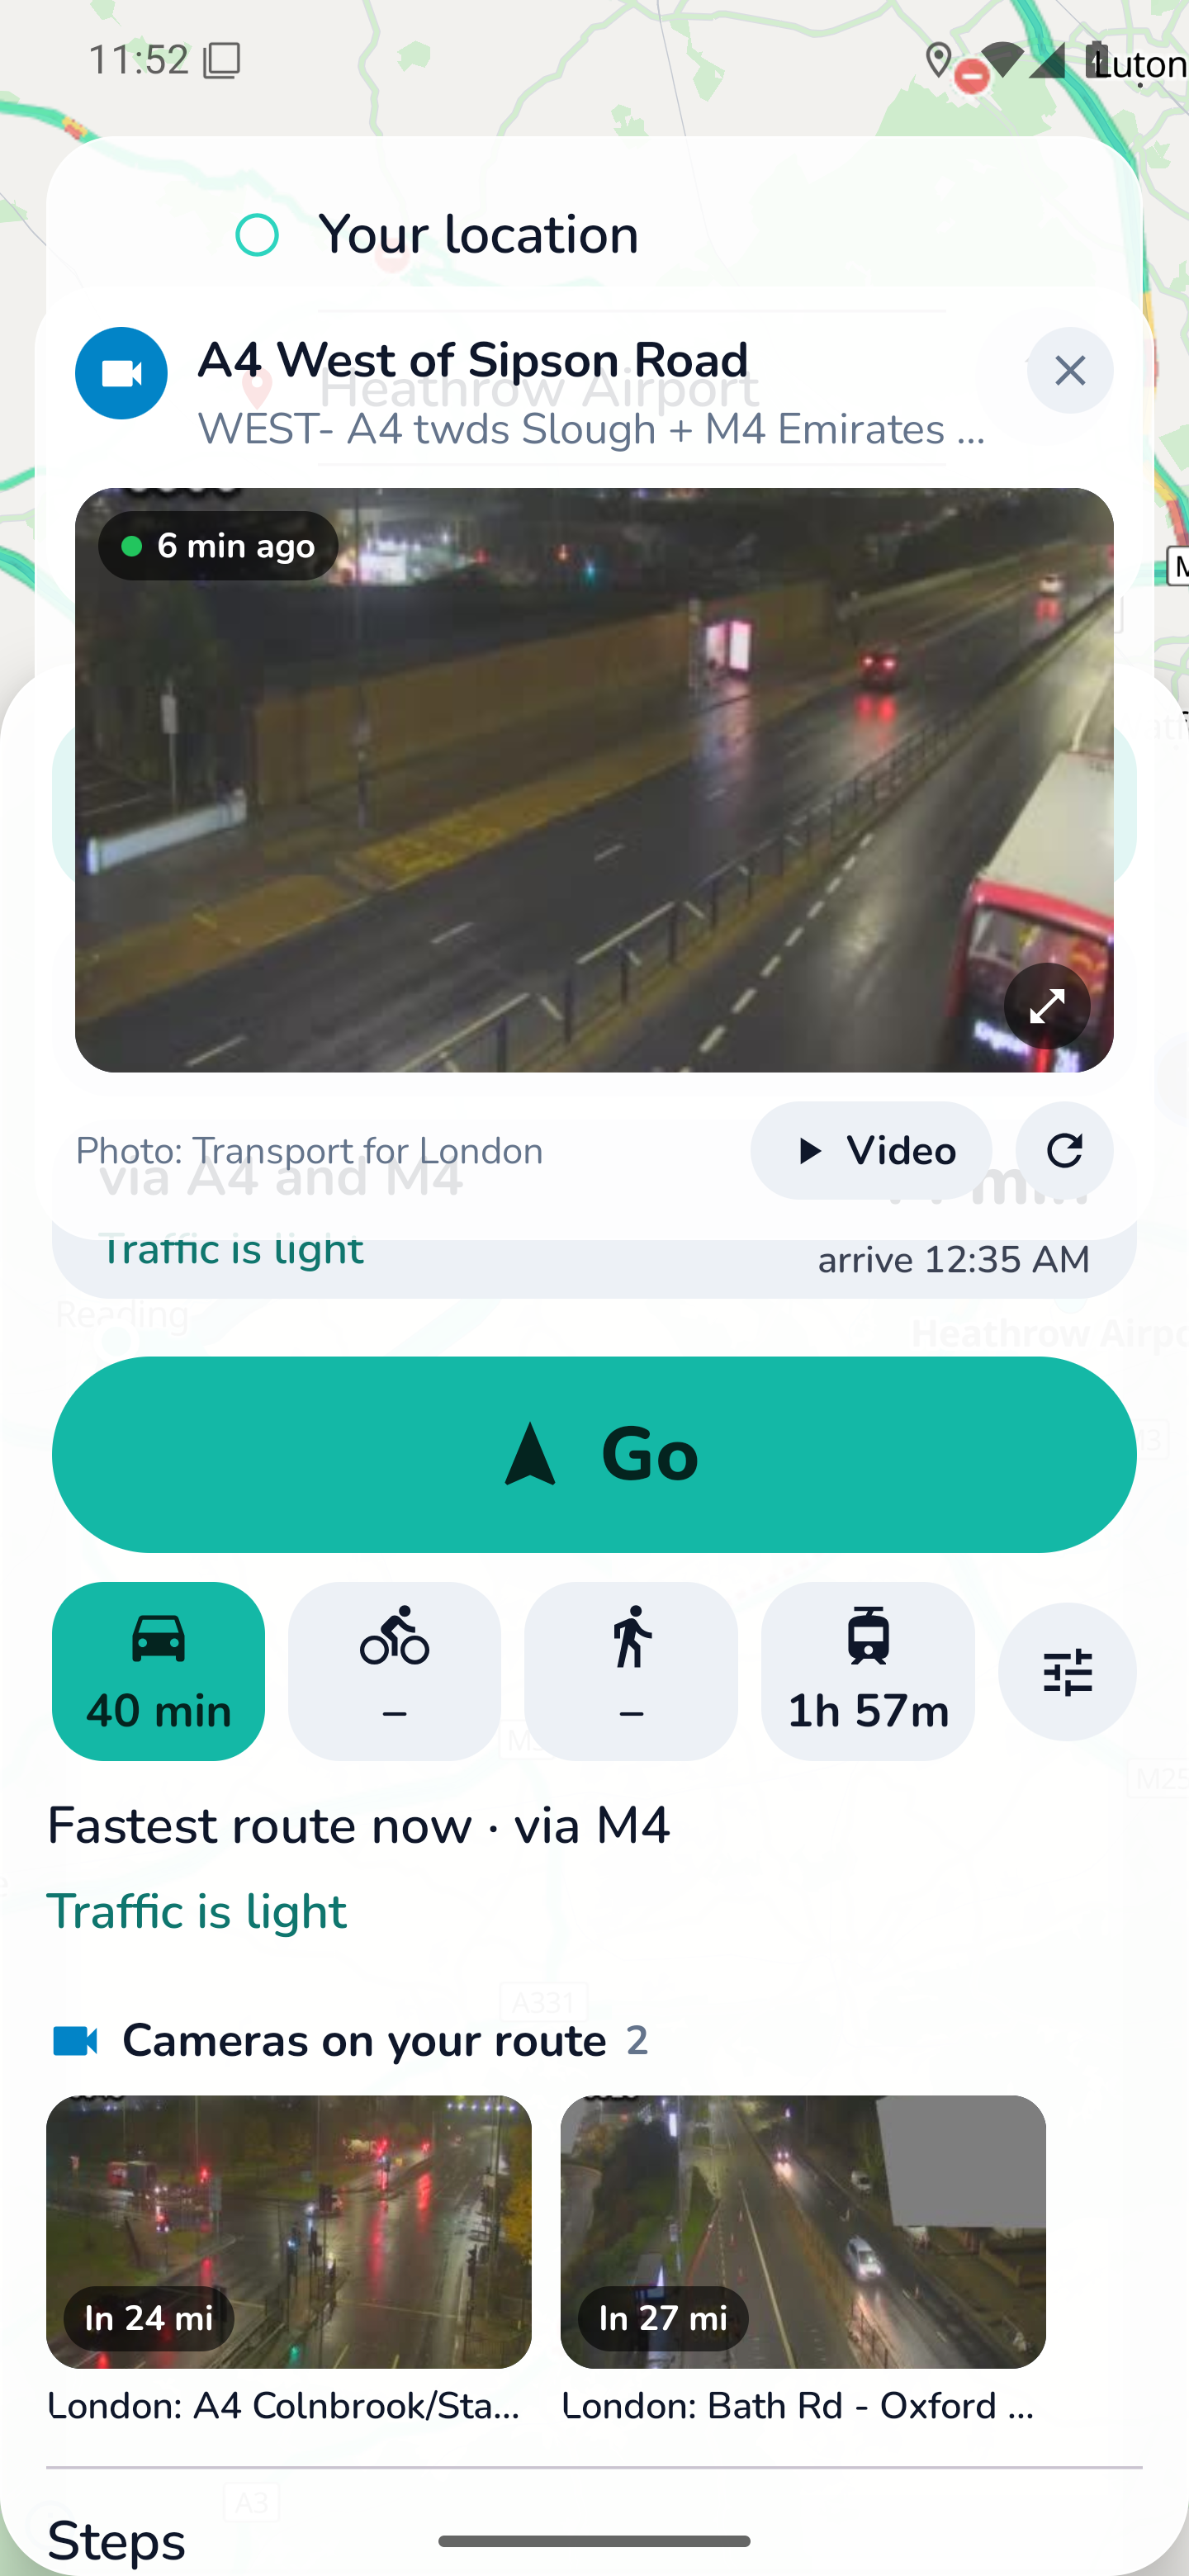 11:52
Luton
Your location
A4 West of Sipson Road
Heathrow Airport
WEST- A4 twds Slough + M4 Emirates ...
6 min ago
Photo: Transport for London
Video
via A4 and M4
min
Traffic is light
arrive 12:35 AM
Reading
Heathrow Airpo
Go
40 min
–
–
1h 57m
M25
Fastest route now · via M4
Traffic is light
A331
Cameras on your route 2
In 24 mi
In 27 mi
London: A4 Colnbrook/Sta...
London: Bath Rd - Oxford ...
A3
Steps